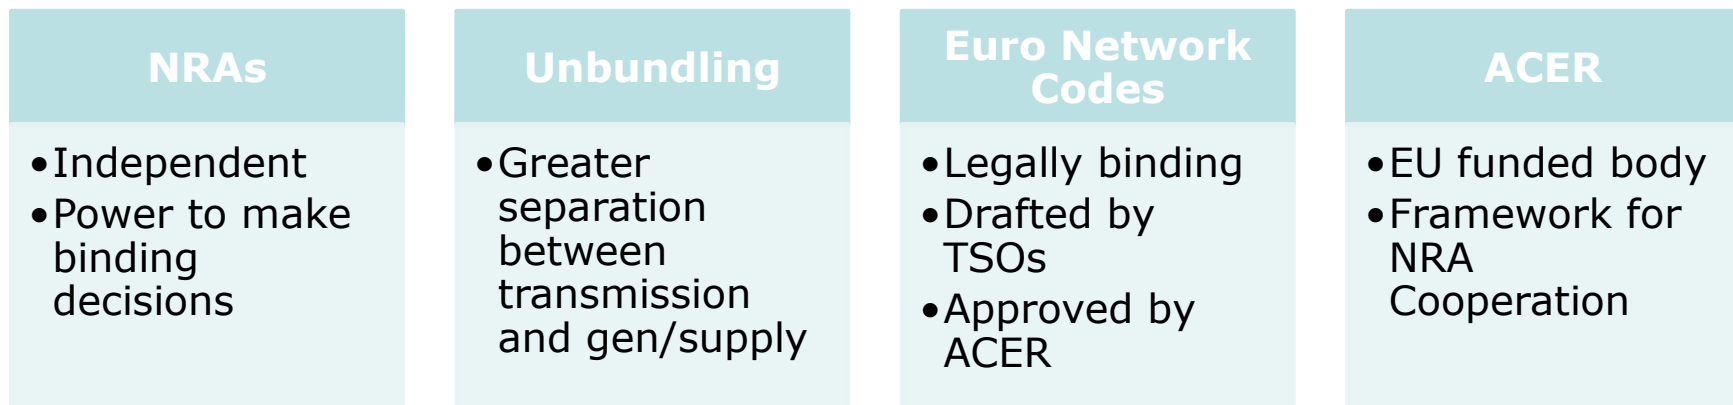 NRAs
•Independent
•Power to make
binding
decisions
Unbundling
•Greater
separation
between
transmission
and gen/supply
Euro Network
Codes
•Legally binding
•Drafted by
TSOs
•Approved by
ACER
ACER
•EU funded body
•Framework for
NRA
Cooperation